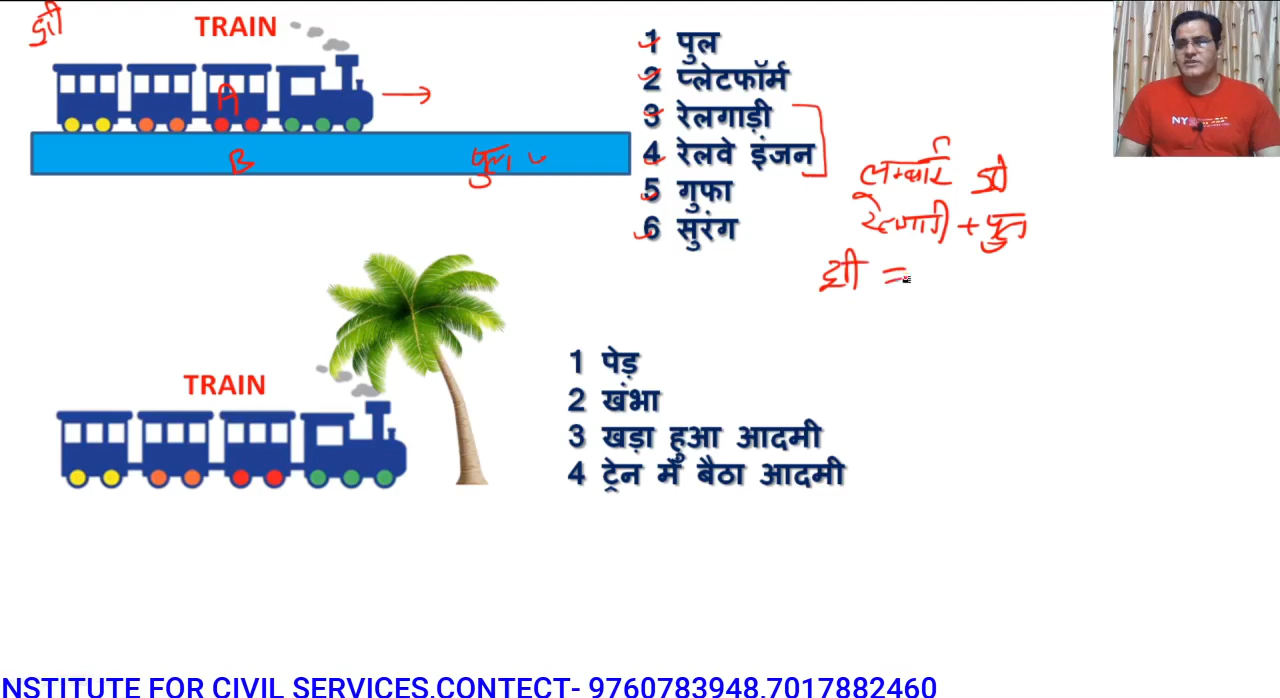 TRAIN
A
B
पुल
1 पुल
2 प्लेटफॉर्म
3 रेलगाड़ी
4 रेलवे इंजन
5 गुफा
6 सुरंग
लम्बाई
रेलगाड़ी + पुल
=
TRAIN
1 पेड़
2 खंभा
3 खड़ा हुआ आदमी
4 ट्रेन में बैठा आदमी
NSTITUTE FOR CIVIL SERVICES,CONTECT- 9760783948,7017882460